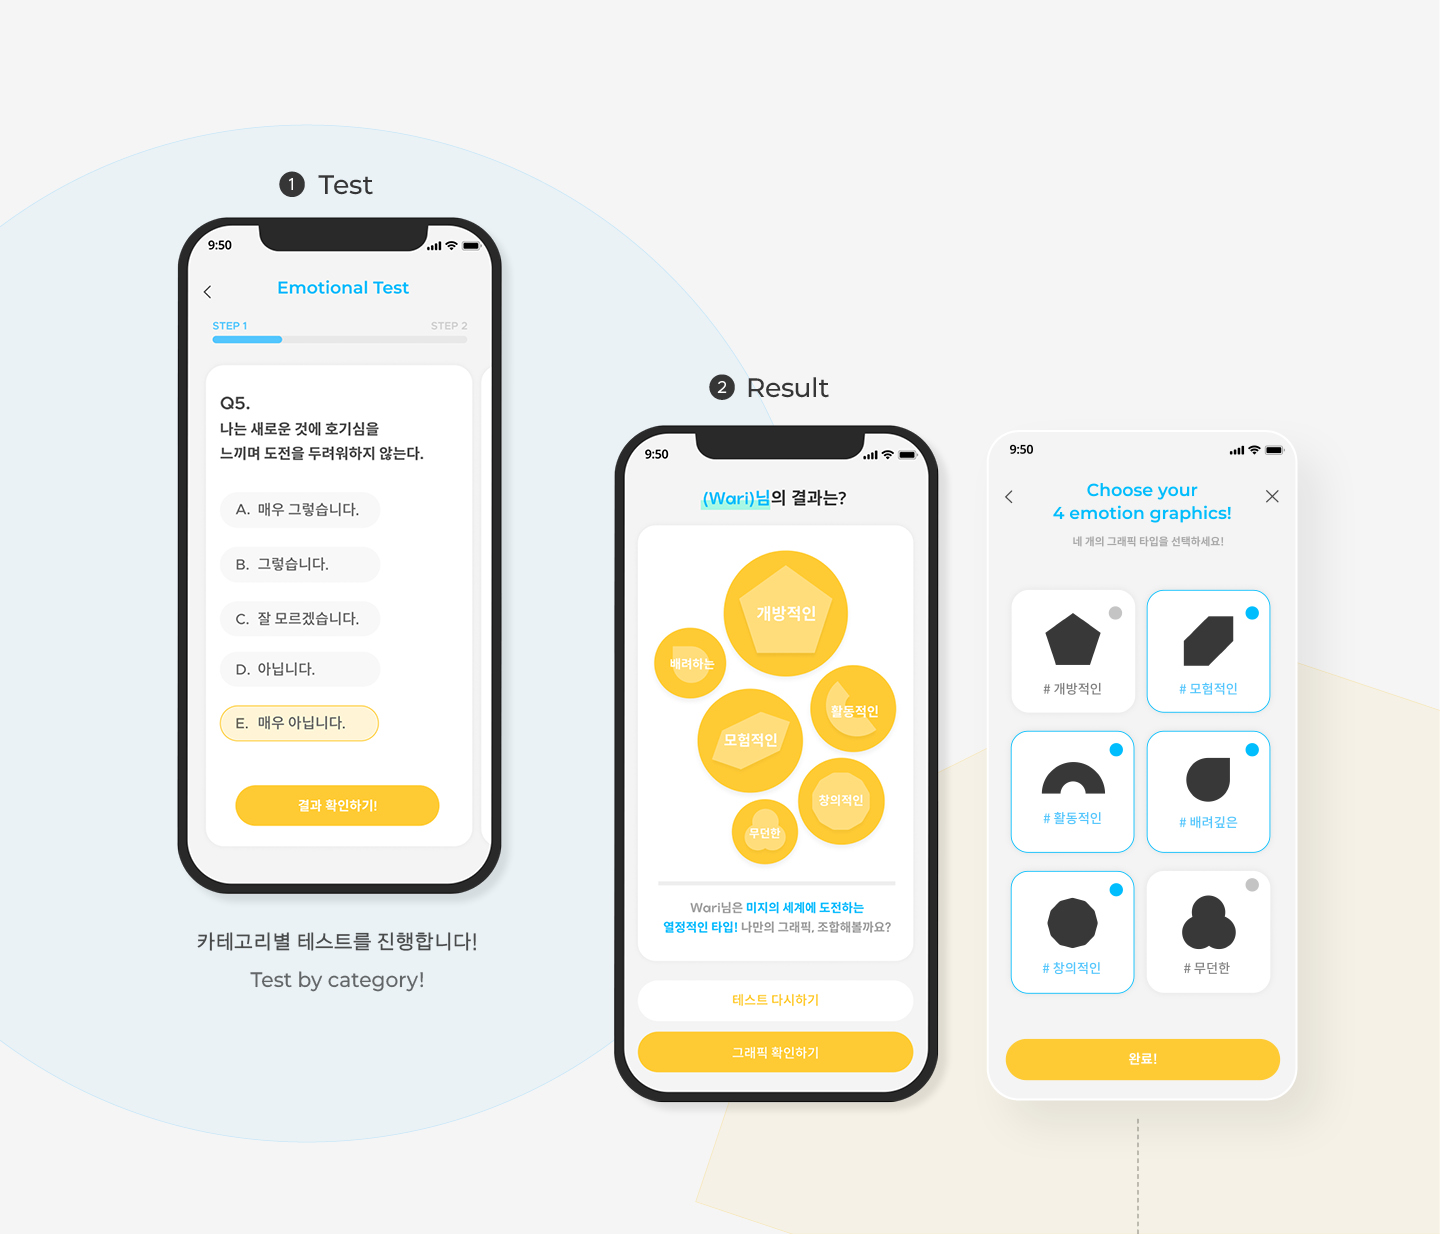 1 Test
9:50
Emotional Test
STEP 1
STEP 2
Q5.
나는 새로운 것에 호기심을
느끼며 도전을 두려워하지 않는다.
A. 매우 그렇습니다.
B. 그렇습니다.
C. 잘 모르겠습니다.
D. 아닙니다.
E. 매우 아닙니다.
결과 확인하기!
카테고리별 테스트를 진행합니다!
Test by category!
2 Result
9:50
(Wari)님의 결과는?
개방적인
배려하는
활동적인
모험적인
창의적인
무던한
Wari님은 미지의 세계에 도전하는
열정적인 타입! 나만의 그래픽, 조합해볼까요?
테스트 다시하기
그래픽 확인하기
9:50
Choose your
4 emotion graphics!
네 개의 그래픽 타입을 선택하세요!
# 개방적인
# 모험적인
# 활동적인
# 배려깊은
# 창의적인
# 무던한
완료!